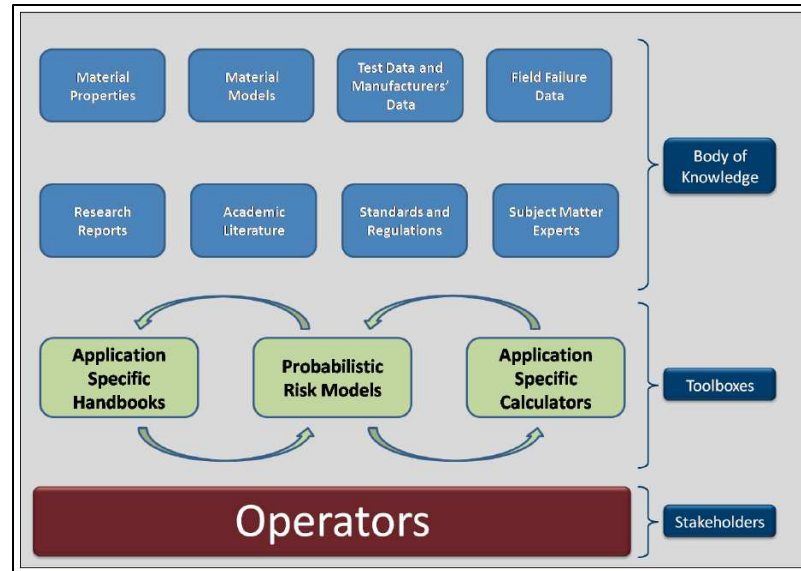 Material
Properties
Material
Models
Test Data and
Manufacturers'
Data
Field Failure
Data
Body of
Knowledge
Research
Reports
Academic
Literature
Standards and
Regulations
Subject Matter
Experts
Application
Specific
Handbooks
Probabilistic
Risk Models
Application
Specific
Calculators
Toolboxes
Operators
Stakeholders